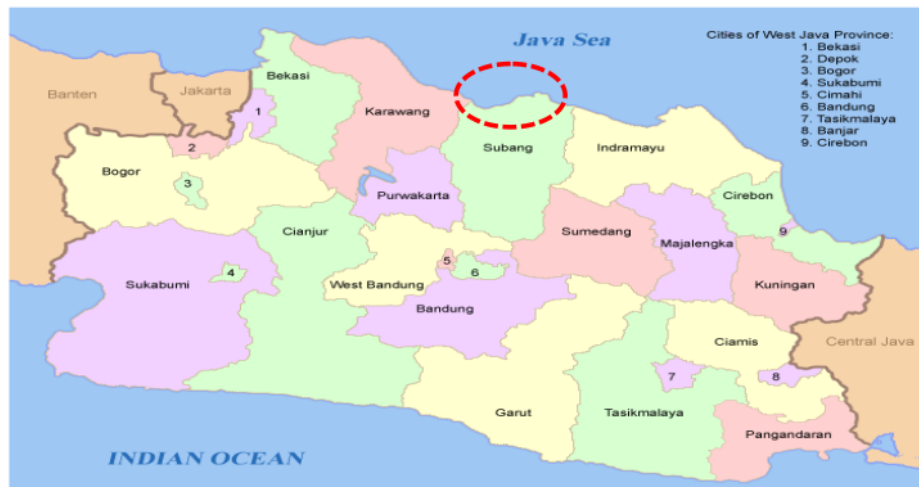 Java Sea
Cities of West Java Province:
1. Bekasi
2. Depok
3. Bogor
4. Sukabumi
5. Cimahi
6. Bandung
7. Tasikmalaya
8. Banjar
9. Cirebon
Banten
Jakarta
Bekasi
1
Karawang
2
Subang
Indramayu
Bogor
3
Purwakarta
Cirebon
9
Cianjur
Sumedang
Majalengka
Sukabumi
4
5
6
West Bandung
Kuningan
Bandung
Ciamis
Central Java
7
8
Garut
Tasikmalaya
Pangandaran
INDIAN OCEAN